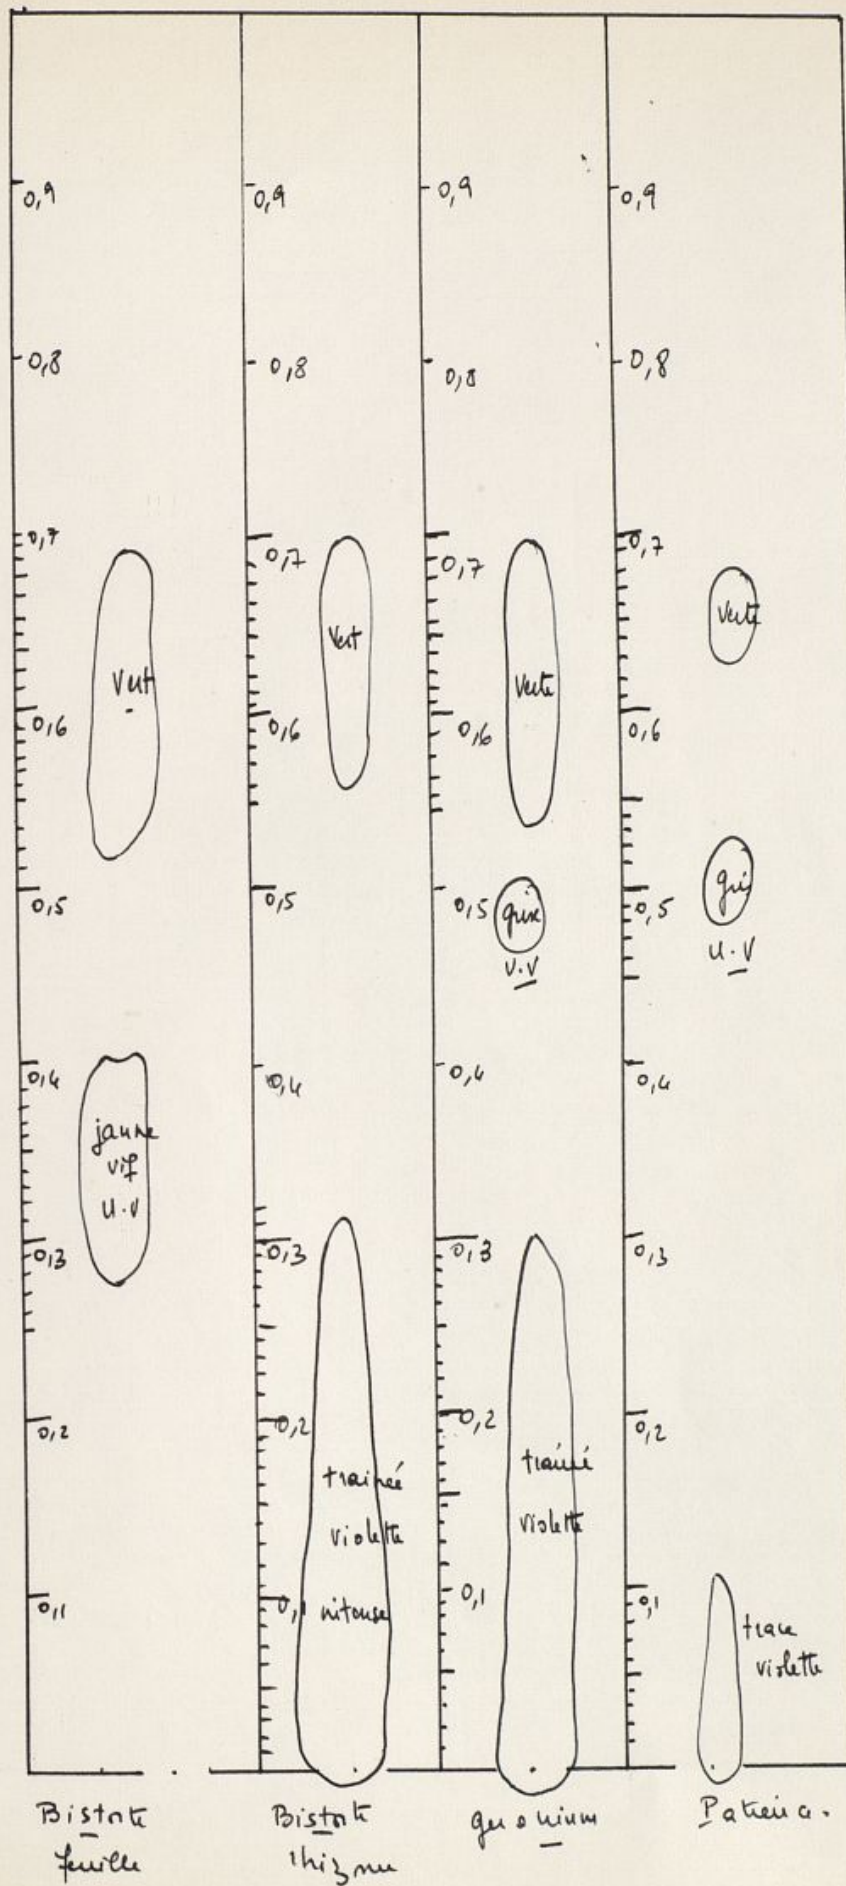 0,9
0,8
0,7
Vert
0,6
0,5
0,4
jaune
vif
U.V
0,3
0,2
0,1
Bistorte
feuille
0,9
0,8
0,7
Vert
0,6
0,5
0,4
0,3
0,2
trainée
violette
0,1
Bistorte
rhizome
0,9
0,8
0,7
Verte
0,6
0,5
grise
U.V
0,4
0,3
0,2
trainée
violette
0,1
geranium
0,9
0,8
0,7
Verte
0,6
0,5
gris
U.V
0,4
0,3
0,2
0,1
trace
violette